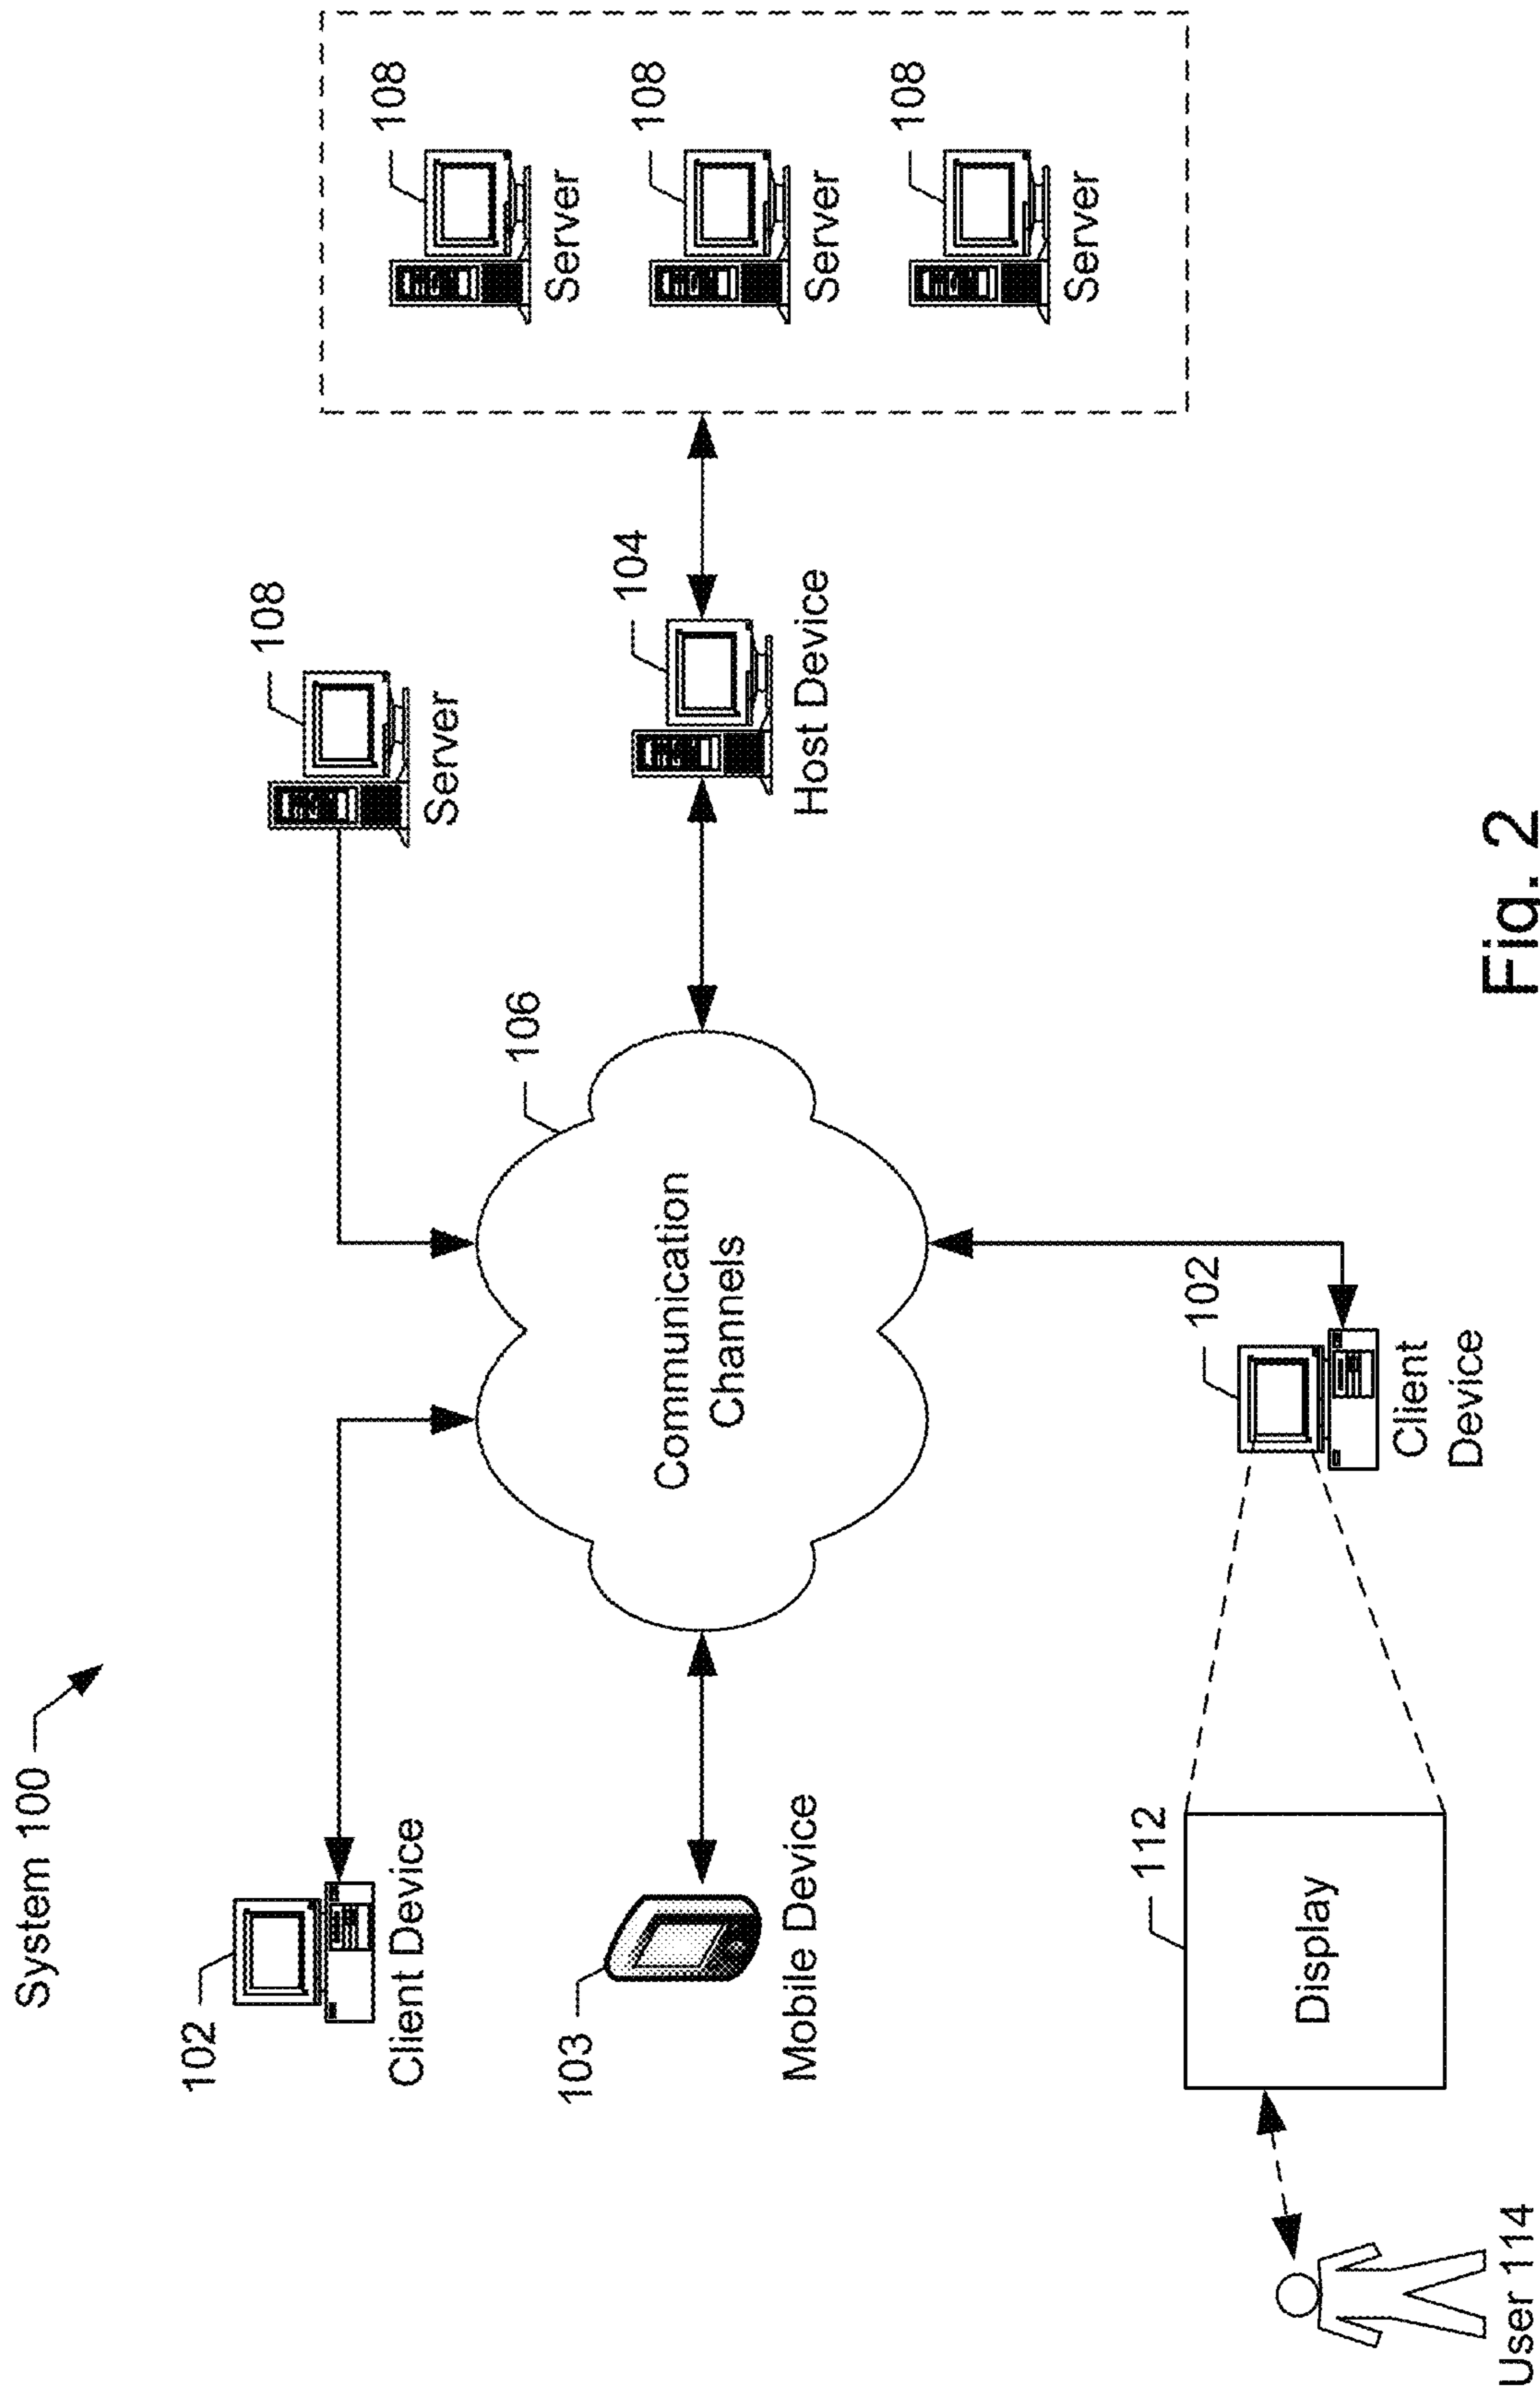 System 100
102
Client Device
108
Server
108
Server
108
Server
108
Server
103
Mobile Device
106
Communication
Channels
104
Host Device
112
Display
102
Client
Device
User 114
Fig. 2